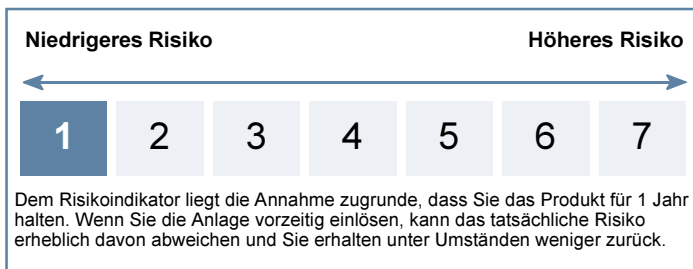 Niedrigeres Risiko Höheres Risiko
1 2 3 4 5 6 7
Dem Risikoindikator liegt die Annahme zugrunde, dass Sie das Produkt für 1 Jahr
halten. Wenn Sie die Anlage vorzeitig einlösen, kann das tatsächliche Risiko
erheblich davon abweichen und Sie erhalten unter Umständen weniger zurück.